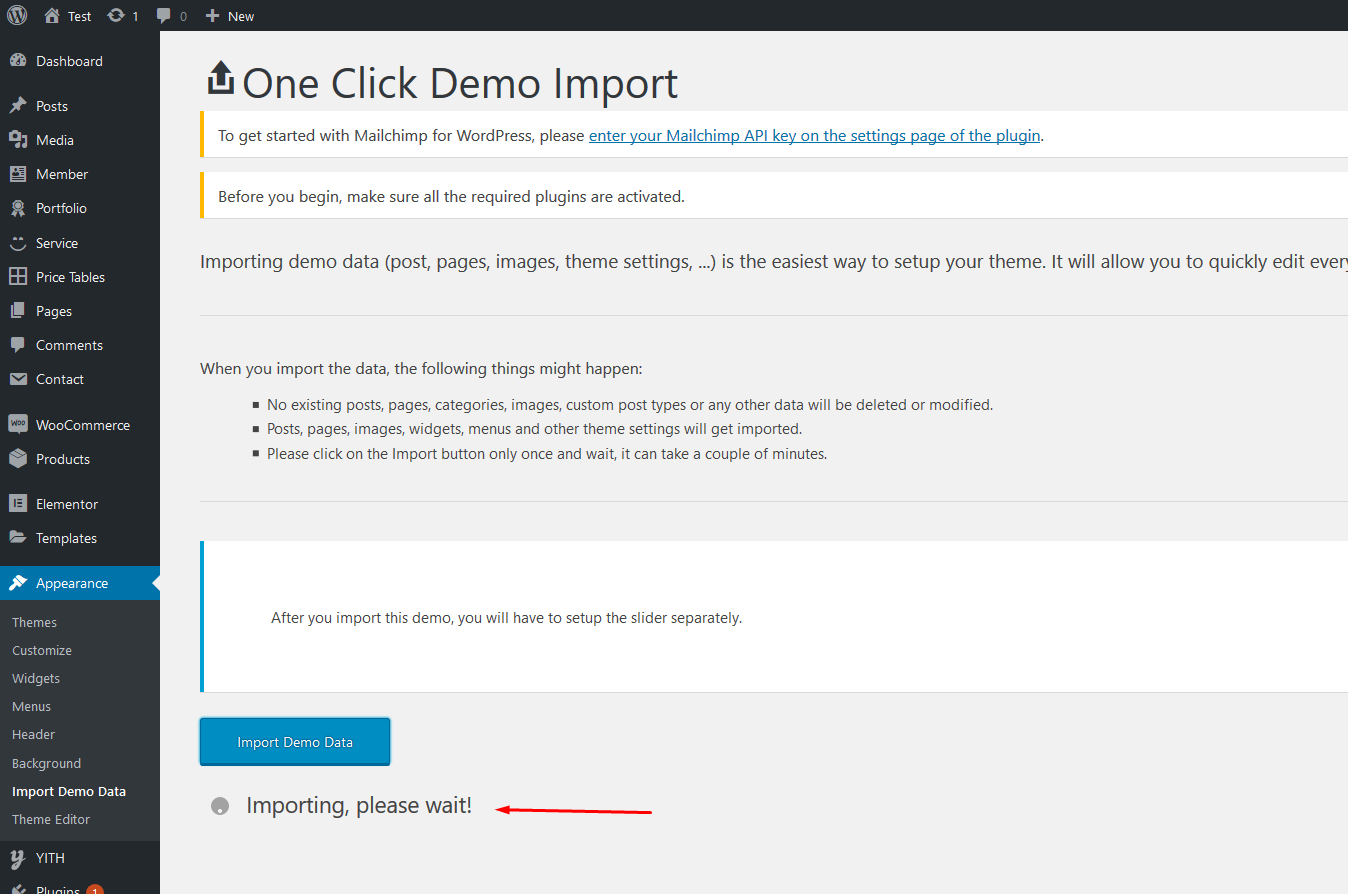 Test 1 0 New
Dashboard
Posts
Media
Member
Portfolio
Service
Price Tables
Pages
Comments
Contact
WooCommerce
Products
Elementor
Templates
Appearance
Themes
Customize
Widgets
Menus
Header
Background
Import Demo Data
Theme Editor
YITH
Plugins 1
One Click Demo Import
To get started with Mailchimp for WordPress, please enter your Mailchimp API key on the settings page of the plugin.
Before you begin, make sure all the required plugins are activated.
Importing demo data (post, pages, images, theme settings, ...) is the easiest way to setup your theme. It will allow you to quickly edit every
When you import the data, the following things might happen:
No existing posts, pages, categories, images, custom post types or any other data will be deleted or modified.
Posts, pages, images, widgets, menus and other theme settings will get imported.
Please click on the Import button only once and wait, it can take a couple of minutes.
After you import this demo, you will have to setup the slider separately.
Import Demo Data
Importing, please wait!